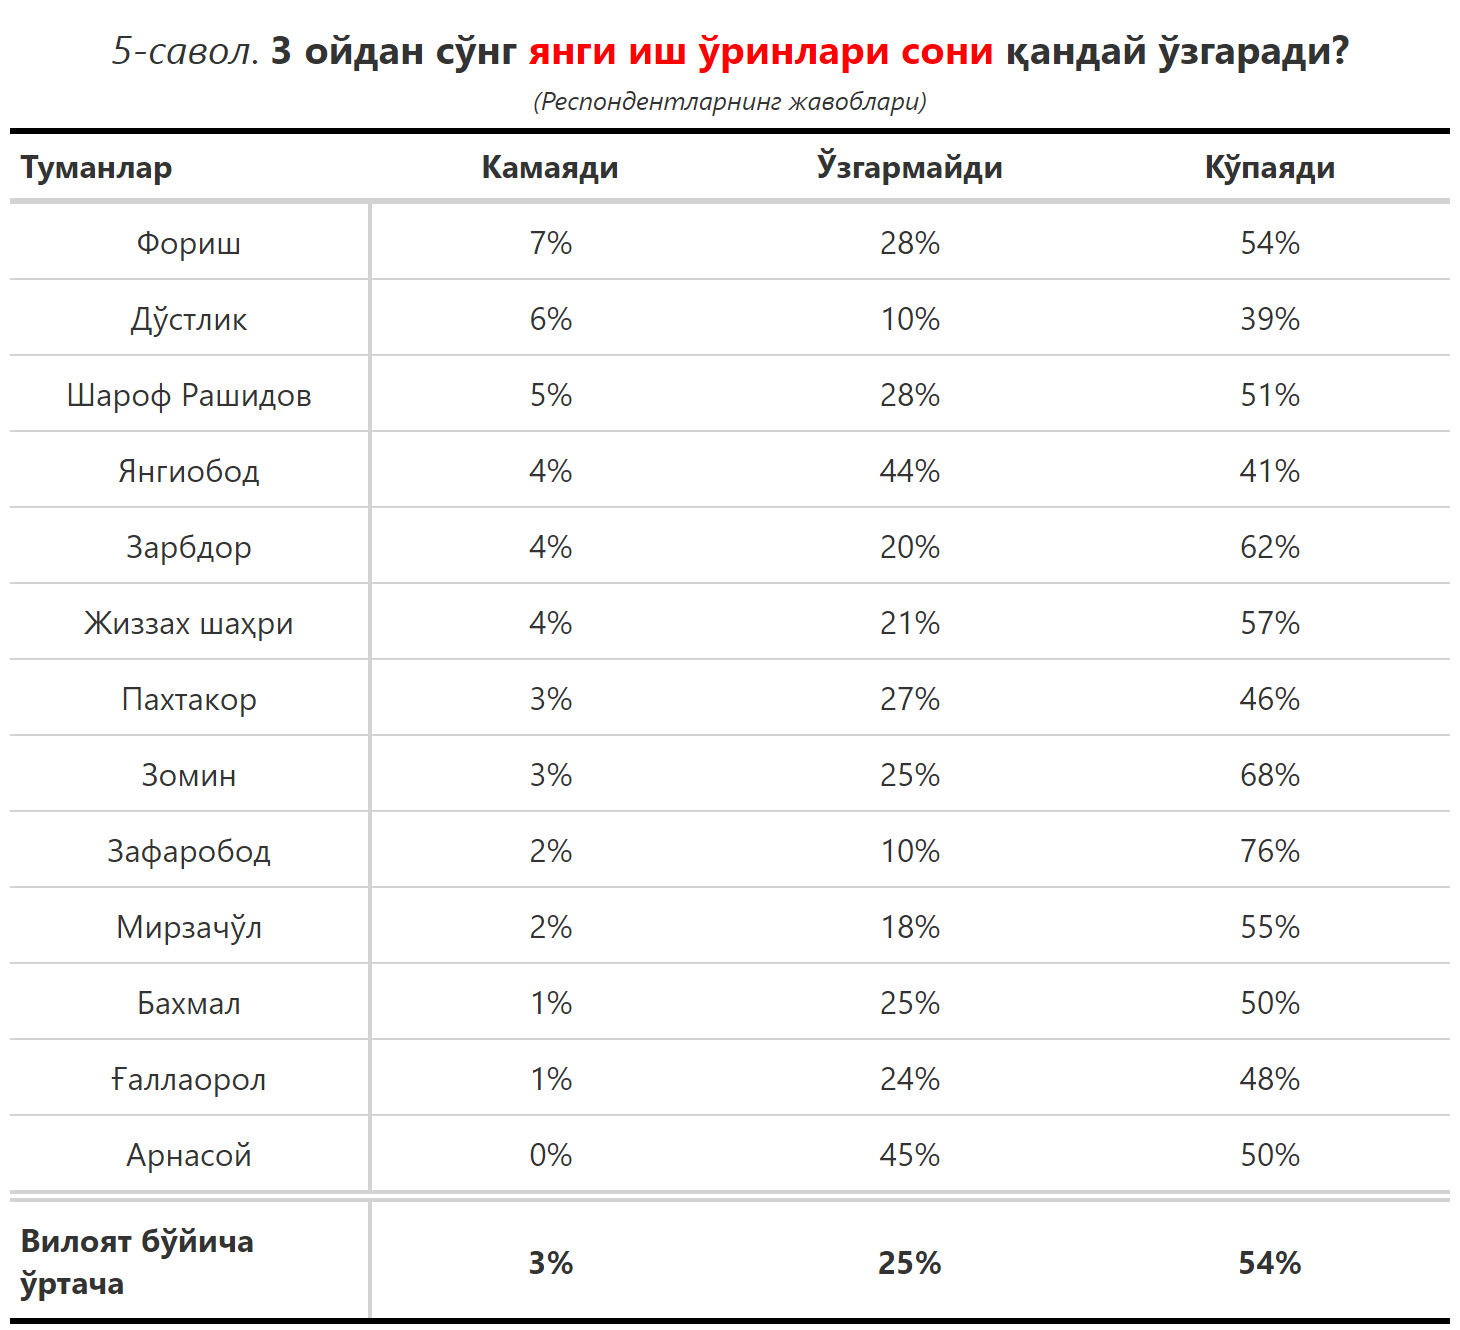 5-савол. 3 ойдан сўнг янги иш ўринлари сони қандай ўзгаради?
(Респондентларнинг жавоблари)
Туманлар Камаяди Ўзгармайди Кўпаяди
Фориш 7% 28% 54%
Дўстлик 6% 10% 39%
Шароф Рашидов 5% 28% 51%
Янгиобод 4% 44% 41%
Зарбдор 4% 20% 62%
Жиззах шаҳри 4% 21% 57%
Пахтакор 3% 27% 46%
Зомин 3% 25% 68%
Зафаробод 2% 10% 76%
Мирзачўл 2% 18% 55%
Бахмал 1% 25% 50%
Ғаллаорол 1% 24% 48%
Арнасой 0% 45% 50%
Вилоят бўйича
ўртача 3% 25% 54%